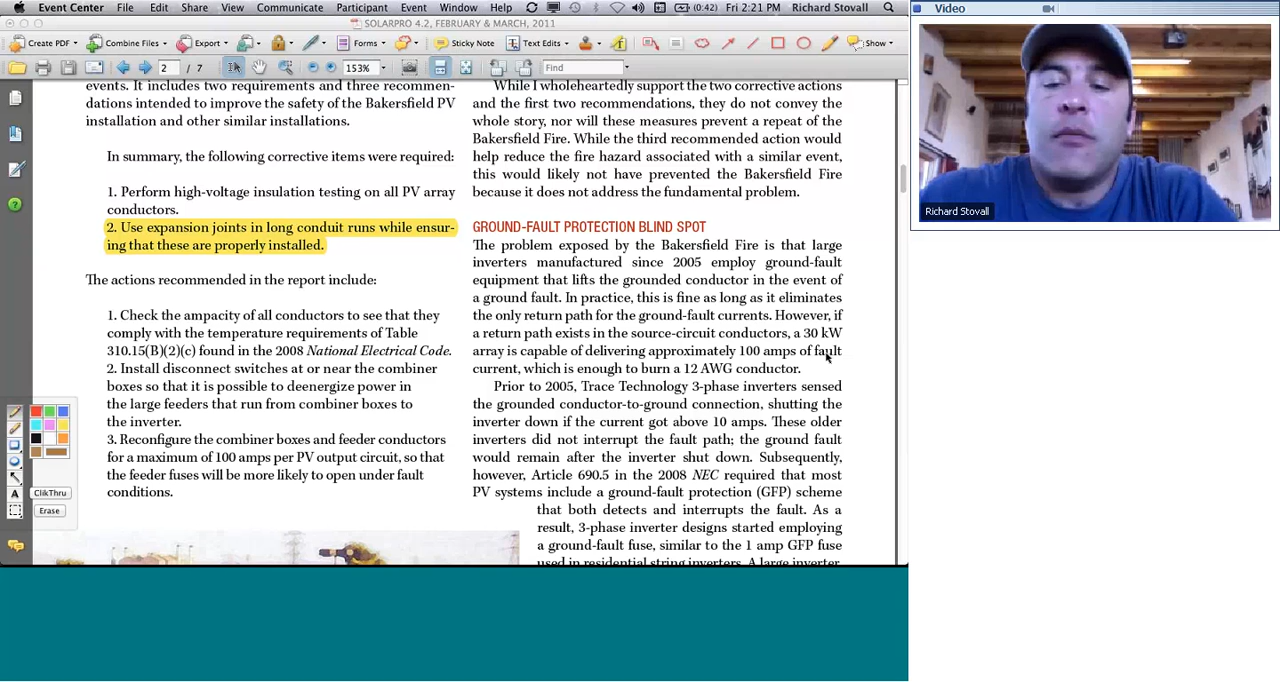 Event Center File Edit Share View Communicate Participant Event Window Help (0:42) Fri 2:21 PM Richard Stovall
SOLARPRO 4.2, FEBRUARY & MARCH, 2011
Create PDF Combine Files Export Forms Sticky Note Text Edits Show
2 / 7 153% Find
events. It includes two requirements and three recommen-
dations intended to improve the safety of the Bakersfield PV
installation and other similar installations.
In summary, the following corrective items were required:
1. Perform high-voltage insulation testing on all PV array
conductors.
2. Use expansion joints in long conduit runs while ensur-
ing that these are properly installed.
The actions recommended in the report include:
1. Check the ampacity of all conductors to see that they
comply with the temperature requirements of Table
310.15(B)(2)(c) found in the 2008 National Electrical Code.
2. Install disconnect switches at or near the combiner
boxes so that it is possible to deenergize power in
the large feeders that run from combiner boxes to
the inverter.
3. Reconfigure the combiner boxes and feeder conductors
for a maximum of 100 amps per PV output circuit, so that
the feeder fuses will be more likely to open under fault
conditions.
While I wholeheartedly support the two corrective actions
and the first two recommendations, they do not convey the
whole story, nor will these measures prevent a repeat of the
Bakersfield Fire. While the third recommended action would
help reduce the fire hazard associated with a similar event,
this would likely not have prevented the Bakersfield Fire
because it does not address the fundamental problem.
GROUND-FAULT PROTECTION BLIND SPOT
The problem exposed by the Bakersfield Fire is that large
inverters manufactured since 2005 employ ground-fault
equipment that lifts the grounded conductor in the event of
a ground fault. In practice, this is fine as long as it eliminates
the only return path for the ground-fault currents. However, if
a return path exists in the source-circuit conductors, a 30 kW
array is capable of delivering approximately 100 amps of fault
current, which is enough to burn a 12 AWG conductor.
Prior to 2005, Trace Technology 3-phase inverters sensed
the grounded conductor-to-ground connection, shutting the
inverter down if the current got above 10 amps. These older
inverters did not interrupt the fault path; the ground fault
would remain after the inverter shut down. Subsequently,
however, Article 690.5 in the 2008 NEC required that most
PV systems include a ground-fault protection (GFP) scheme
that both detects and interrupts the fault. As a
result, 3-phase inverter designs started employing
a ground-fault fuse, similar to the 1 amp GFP fuse
used in residential string inverters. A large inverter,
A
ClikThru
Erase
Video
Richard Stovall